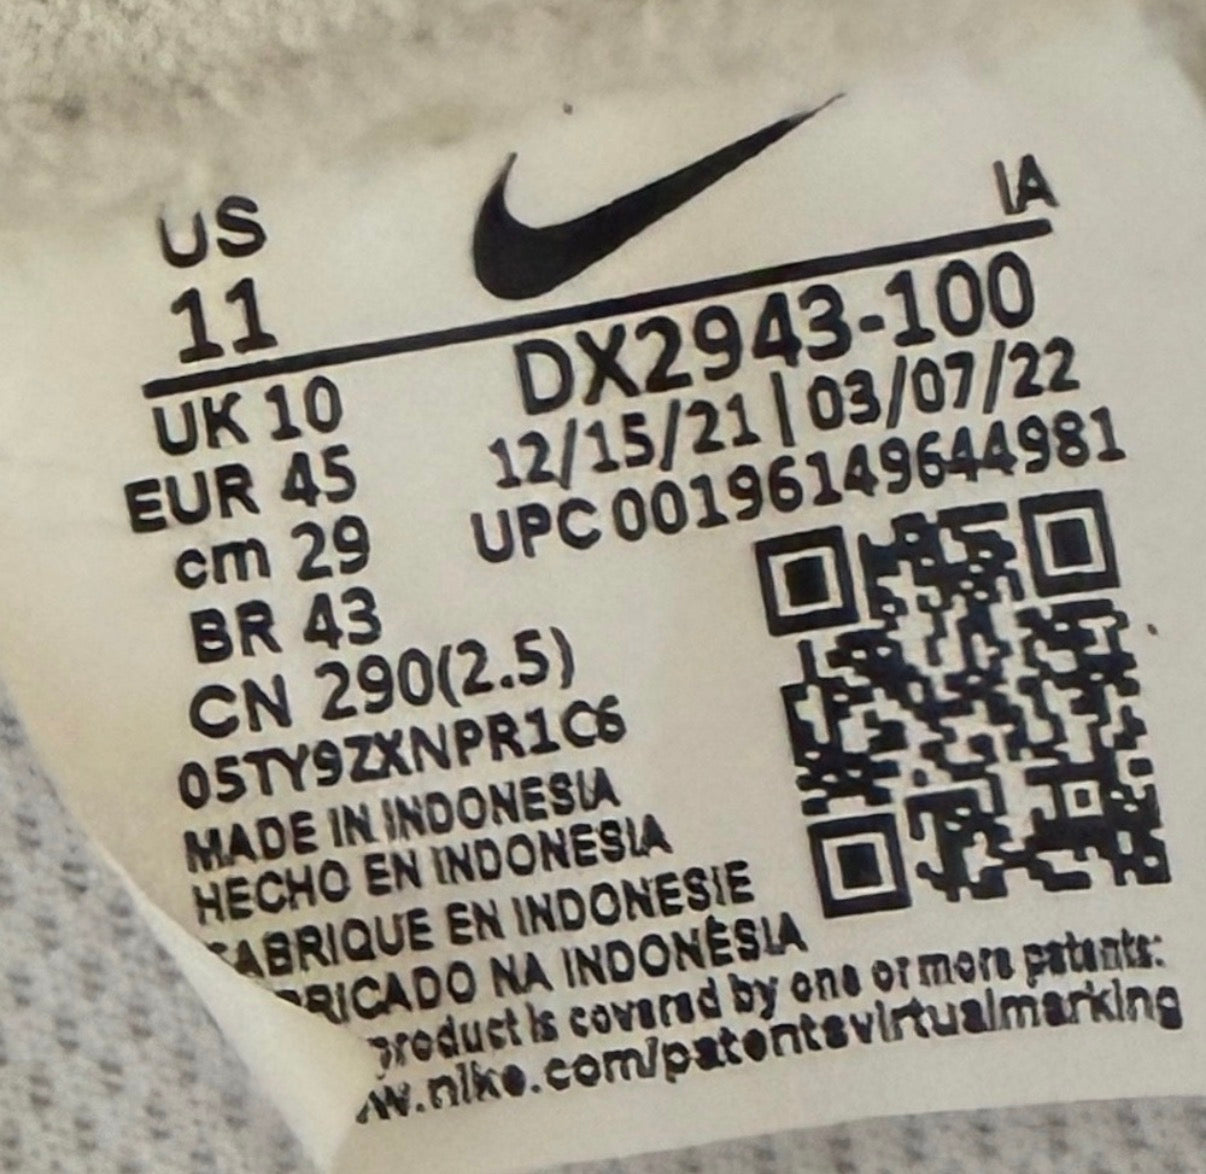 US
11
IA
UK 10
EUR 45
cm 29
BR 43
CN 290(2.5)
DX2943-100
12/15/21 | 03/07/22
UPC 00196149644981
05TY9ZXNPR1C6
MADE IN INDONESIA
HECHO EN INDONESIA
FABRIQUE EN INDONESIE
RICADO NA INDONÉSIA
product is covered by one or more patents:
w.nike.com/patentsvirtualmarking